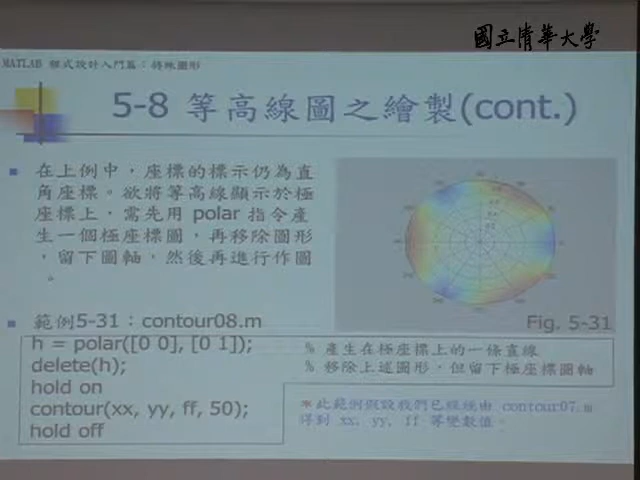 國立清華大學
MATLAB 程式設計入門篇：特殊圖形
5-8 等高線圖之繪製(cont.)
在上例中，座標的標示仍為直
角座標。欲將等高線顯示於極
座標上，需先用 polar 指令產
生一個極座標圖，再移除圖形
，留下圖軸，然後再進行作圖
。
Fig. 5-31
範例5-31：contour08.m
h = polar([0 0], [0 1]);
% 產生在極座標上的一條直線
delete(h);
% 移除上述圖形，但留下極座標圖軸
hold on
contour(xx, yy, ff, 50);
hold off
*此範例假設我們已經經由 contour07.m
得到 xx, yy, ff 等變數值。